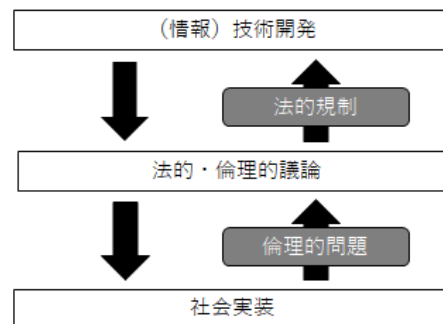 （情報）技術開発
法的規制
法的・倫理的議論
倫理的問題
社会実装